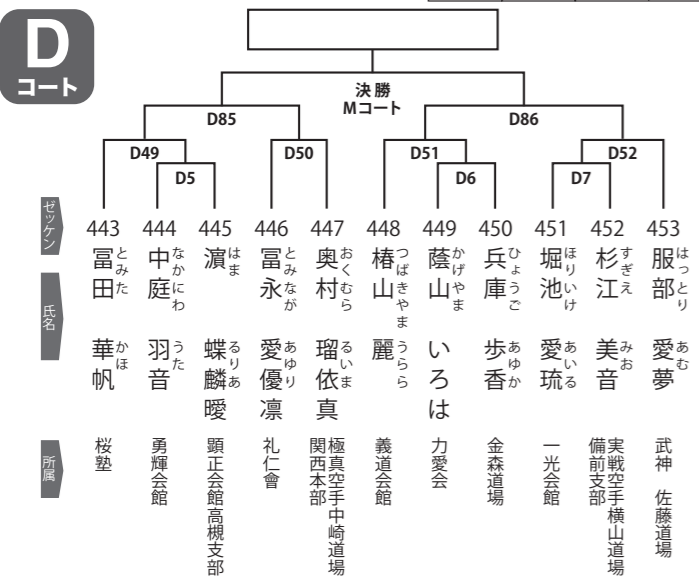 D
コート
決勝
Mコート
D85
D86
D49
D50
D51
D52
D5
D6
D7
ゼッケン
443
444
445
446
447
448
449
450
451
452
453
氏名
冨田 華帆
とみた かほ
中庭 羽音
なかにわ うた
濵 蝶麟曖
はま るりあ
冨永 愛優凛
とみなが あゆり
奥村 瑠依真
おくむら るいま
椿山 麗
つばきやま うらら
蔭山 いろは
かげやま
兵庫 歩香
ひょうご あゆか
堀池 愛琉
ほりいけ あいる
杉江 美音
すぎえ みお
服部 愛夢
はっとり あむ
所属
桜塾
勇輝会館
顕正会館高槻支部
礼仁會
極真空手中崎道場
関西本部
義道会館
力愛会
金森道場
一光会館
実戦空手横山道場
備前支部
武神 佐藤道場